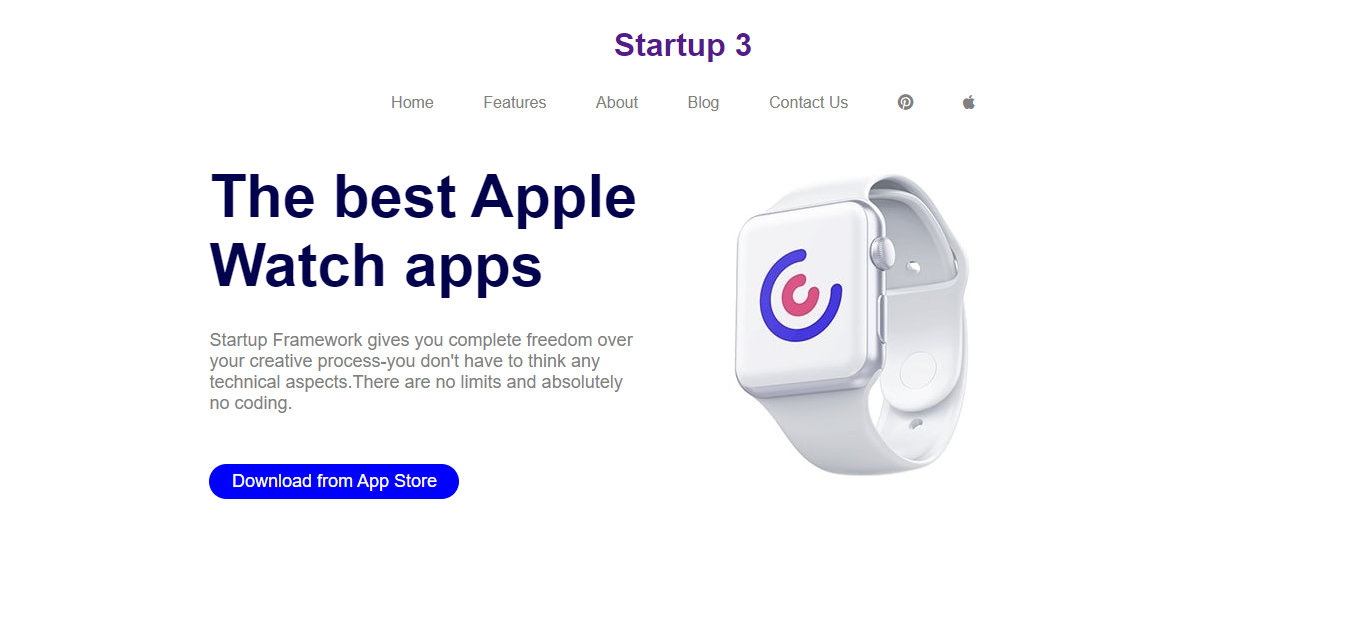 Startup 3
Home Features About Blog Contact Us
The best Apple
Watch apps
Startup Framework gives you complete freedom over
your creative process-you don't have to think any
technical aspects.There are no limits and absolutely
no coding.
Download from App Store